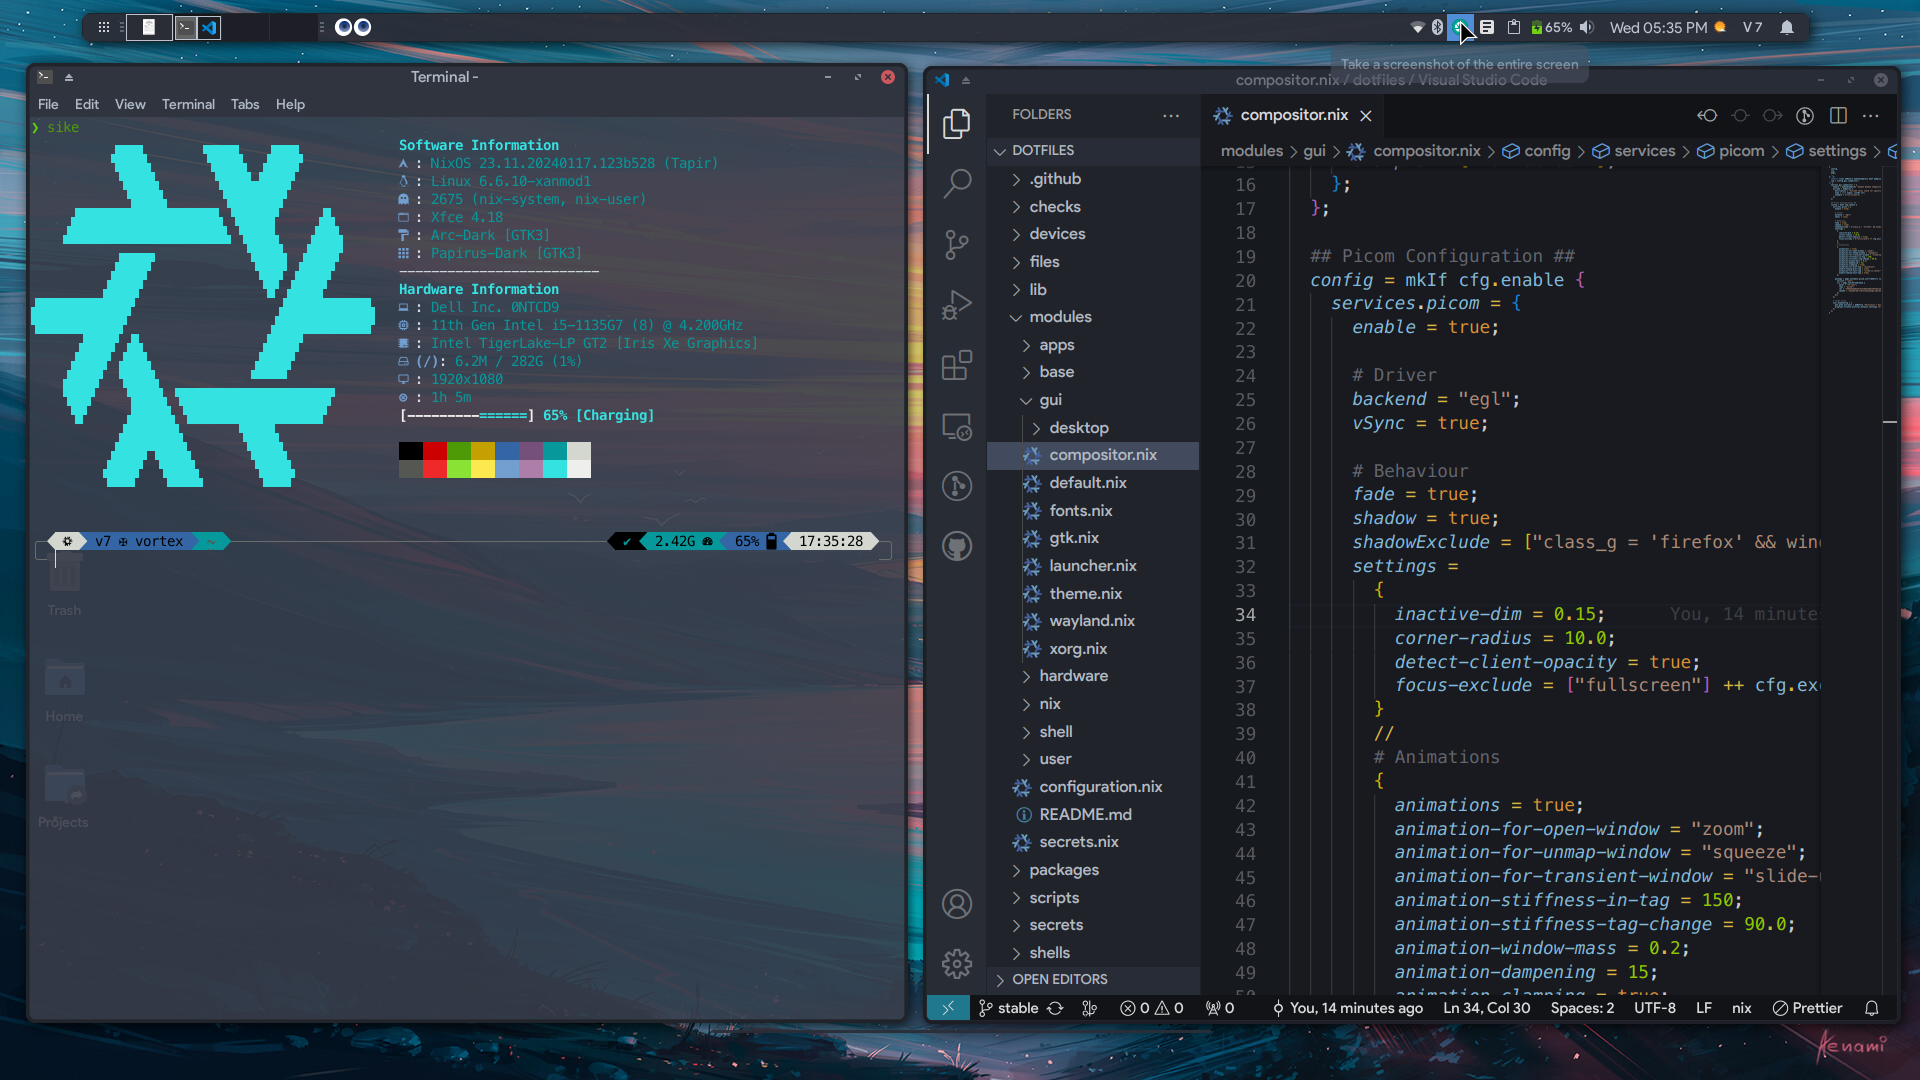 65%
Wed 05:35 PM
V 7
Take a screenshot of the entire screen
Terminal -
File Edit View Terminal Tabs Help
❯ sike
Software Information
: NixOS 23.11.20240117.123b528 (Tapir)
: Linux 6.6.10-xanmod1
: 2675 (nix-system, nix-user)
: Xfce 4.18
: Arc-Dark [GTK3]
: Papirus-Dark [GTK3]
Hardware Information
: Dell Inc. 0NTCD9
: 11th Gen Intel i5-1135G7 (8) @ 4.200GHz
: Intel TigerLake-LP GT2 [Iris Xe Graphics]
(/): 6.2M / 282G (1%)
: 1920x1080
: 1h 5m
[---------======] 65% [Charging]
v7 vortex ~
✓ 2.42G 65% 17:35:28
Trash
Home
Projects
compositor.nix / dotfiles / Visual Studio Code
FOLDERS
DOTFILES
.github
checks
devices
files
lib
modules
apps
base
gui
desktop
compositor.nix
default.nix
fonts.nix
gtk.nix
launcher.nix
theme.nix
wayland.nix
xorg.nix
hardware
nix
shell
user
configuration.nix
README.md
secrets.nix
packages
scripts
secrets
shells
OPEN EDITORS
compositor.nix
modules > gui > compositor.nix > config > services > picom > settings >
16 };
17 };
18
19 ## Picom Configuration ##
20 config = mkIf cfg.enable {
21 services.picom = {
22 enable = true;
23
24 # Driver
25 backend = "egl";
26 vSync = true;
27
28 # Behaviour
29 fade = true;
30 shadow = true;
31 shadowExclude = ["class_g = 'firefox' && win
32 settings =
33 {
34 inactive-dim = 0.15; You, 14 minute
35 corner-radius = 10.0;
36 detect-client-opacity = true;
37 focus-exclude = ["fullscreen"] ++ cfg.ex
38 }
39 //
40 # Animations
41 {
42 animations = true;
43 animation-for-open-window = "zoom";
44 animation-for-unmap-window = "squeeze";
45 animation-for-transient-window = "slide-
46 animation-stiffness-in-tag = 150;
47 animation-stiffness-tag-change = 90.0;
48 animation-window-mass = 0.2;
49 animation-dampening = 15;
stable 0 0 0 You, 14 minutes ago Ln 34, Col 30 Spaces: 2 UTF-8 LF nix Prettier
Aenami